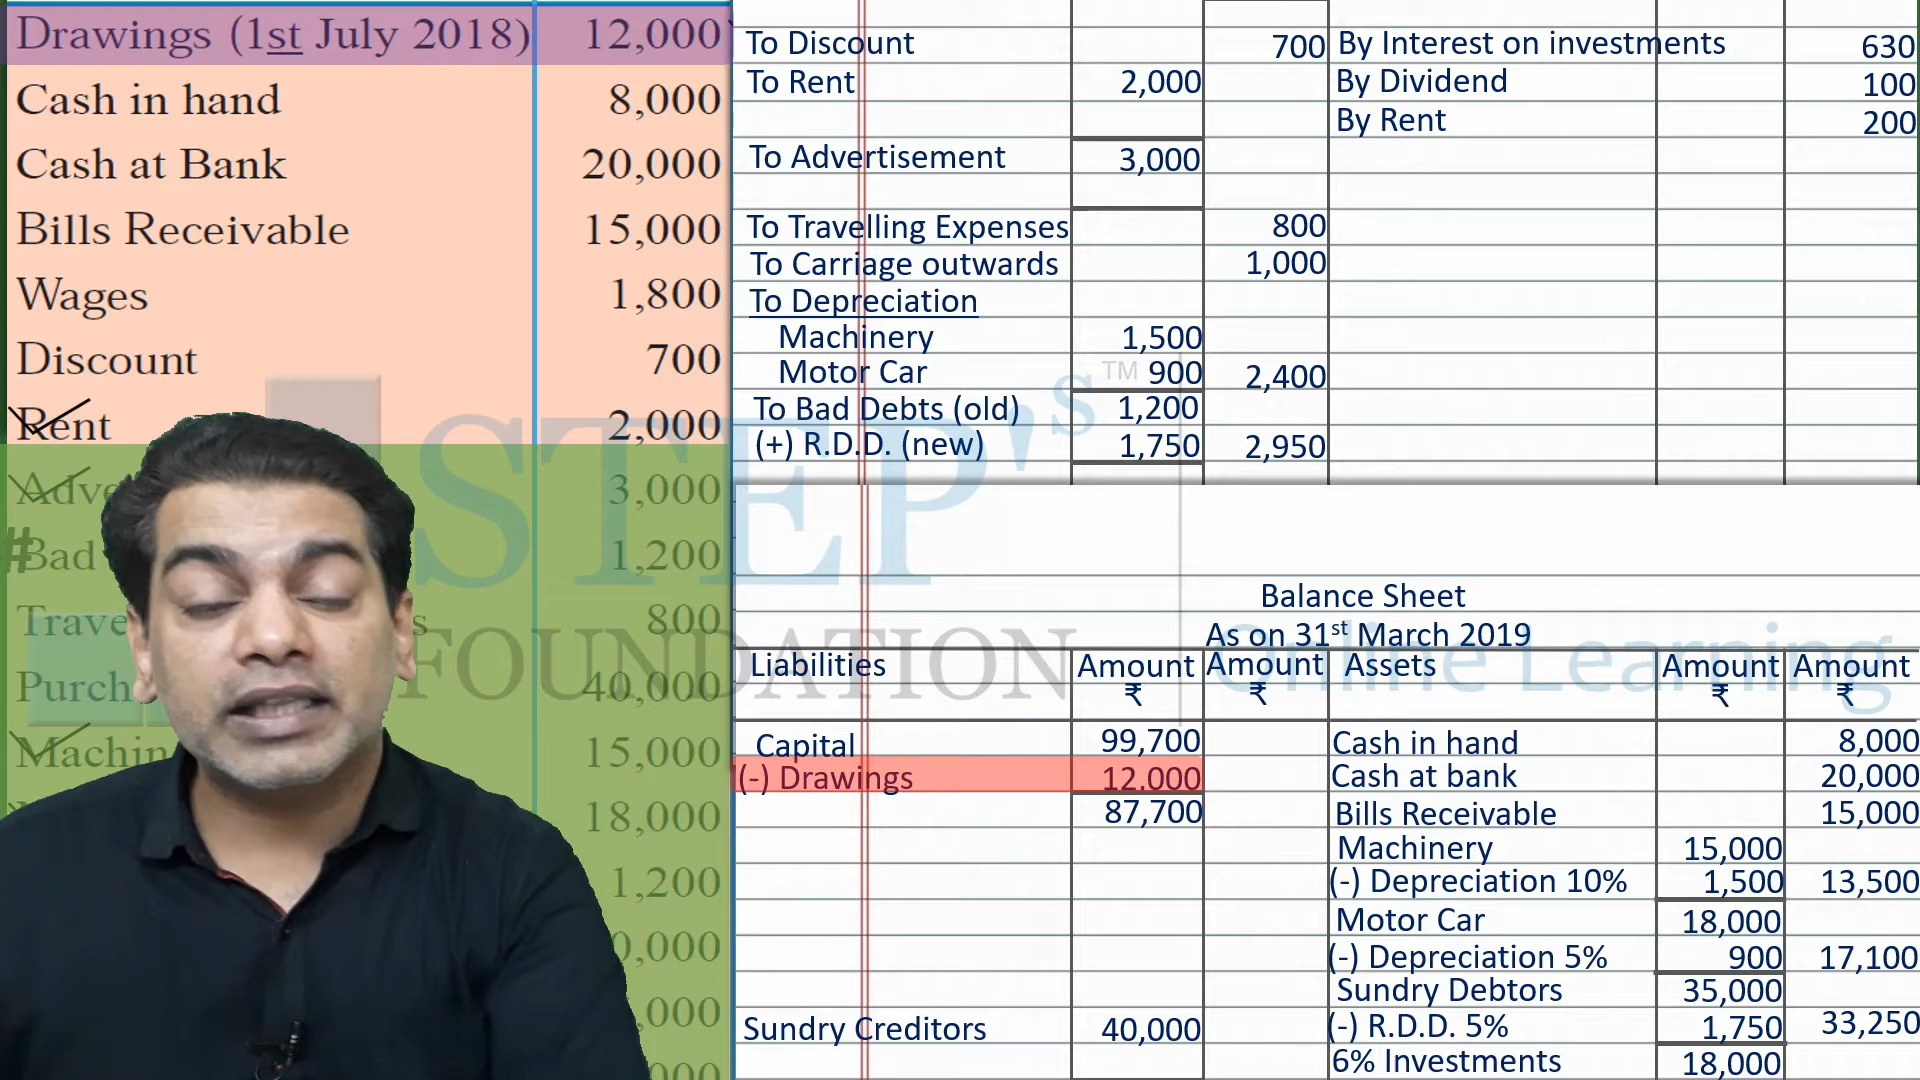 Drawings (1st July 2018) 12,000
Cash in hand 8,000
Cash at Bank 20,000
Bills Receivable 15,000
Wages 1,800
Discount 700
Rent 2,000
3,000
# Bad 1,200
800
40,000
15,000
18,000
1,200
To Discount 700 By Interest on investments 630
To Rent 2,000 By Dividend 100
By Rent 200
To Advertisement 3,000
To Travelling Expenses 800
To Carriage outwards 1,000
To Depreciation
Machinery 1,500
Motor Car 900 2,400
To Bad Debts (old) 1,200
(+) R.D.D. (new) 1,750 2,950
STEP's TM
FOUNDATION Online Learning
Balance Sheet
As on 31st March 2019
Liabilities Amount Amount Assets Amount Amount
₹ ₹ ₹ ₹
Capital 99,700 Cash in hand 8,000
(-) Drawings 12,000 Cash at bank 20,000
87,700 Bills Receivable 15,000
Machinery 15,000
(-) Depreciation 10% 1,500 13,500
Motor Car 18,000
(-) Depreciation 5% 900 17,100
Sundry Debtors 35,000
Sundry Creditors 40,000 (-) R.D.D. 5% 1,750 33,250
6% Investments 18,000